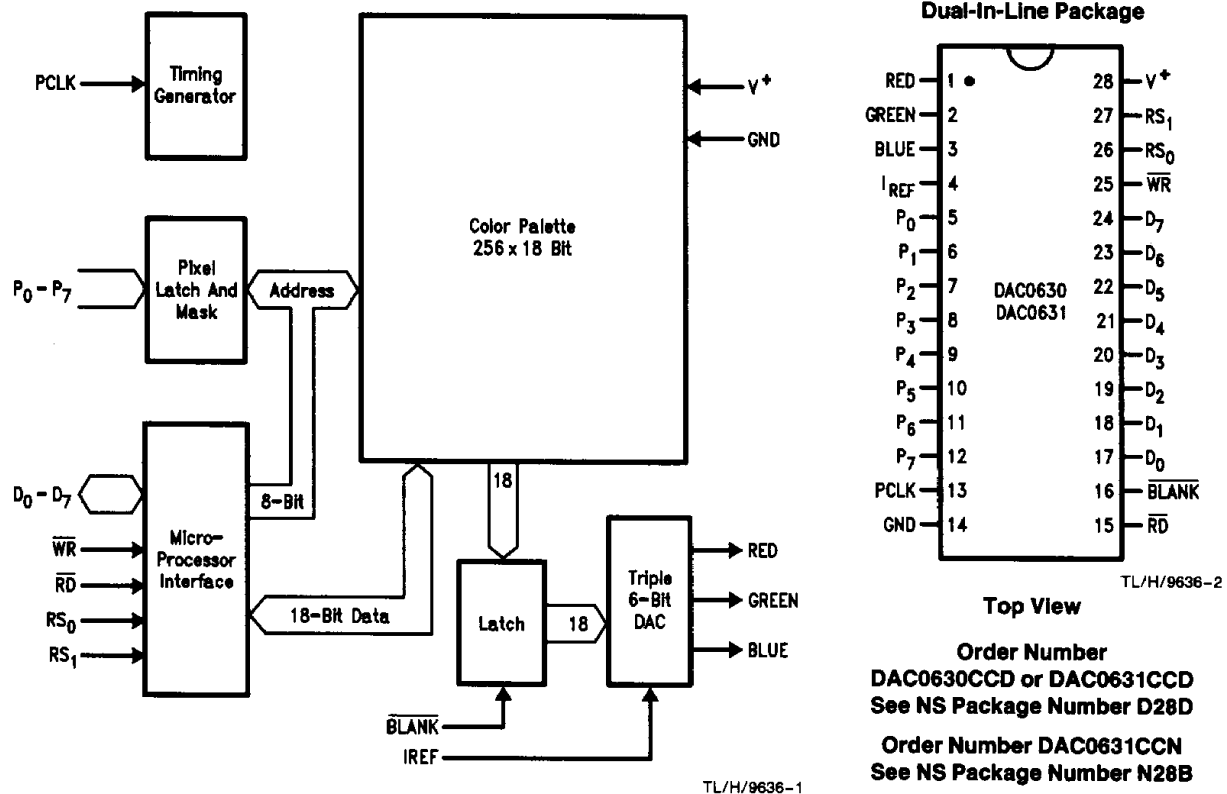 PCLK
Timing
Generator
Color Palette
256 x 18 Bit
V+
GND
P0 - P7
Pixel
Latch And
Mask
Address
D0 - D7
WR
RD
RS0
RS1
Micro-
Processor
Interface
8-Bit
18-Bit Data
18
Latch
18
Triple
6-Bit
DAC
RED
GREEN
BLUE
BLANK
IREF
TL/H/9636-1
Dual-In-Line Package
RED 1
GREEN 2
BLUE 3
IREF 4
P0 5
P1 6
P2 7
P3 8
P4 9
P5 10
P6 11
P7 12
PCLK 13
GND 14
DAC0630
DAC0631
28 V+
27 RS1
26 RS0
25 WR
24 D7
23 D6
22 D5
21 D4
20 D3
19 D2
18 D1
17 D0
16 BLANK
15 RD
TL/H/9636-2
Top View
Order Number
DAC0630CCD or DAC0631CCD
See NS Package Number D28D
Order Number DAC0631CCN
See NS Package Number N28B